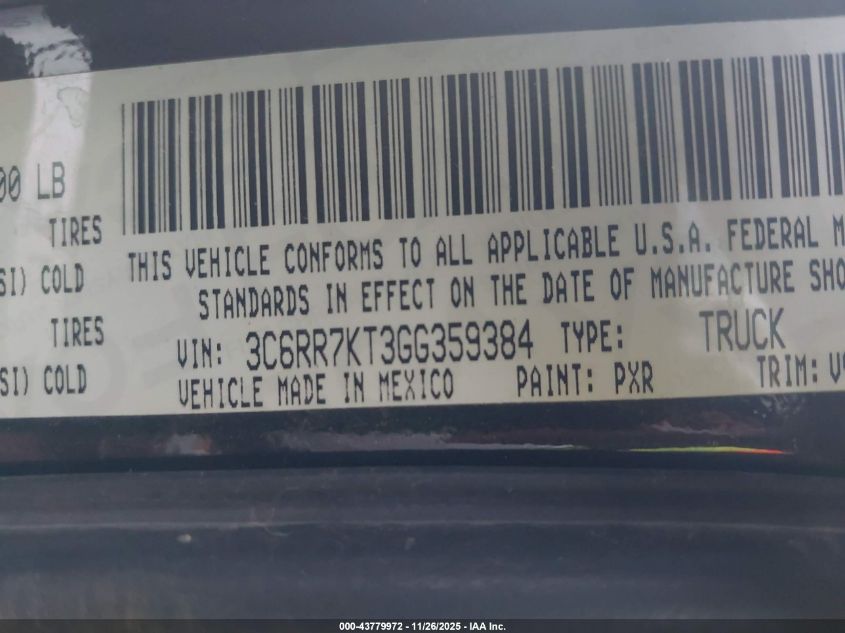 00 LB
TIRES
SI) COLD
TIRES
SI) COLD
THIS VEHICLE CONFORMS TO ALL APPLICABLE U.S.A. FEDERAL M
STANDARDS IN EFFECT ON THE DATE OF MANUFACTURE SHO
VIN: 3C6RR7KT3GG359384 TYPE: TRUCK
VEHICLE MADE IN MEXICO PAINT: PXR TRIM: V9
000-43779972 - 11/26/2025 - IAA Inc.